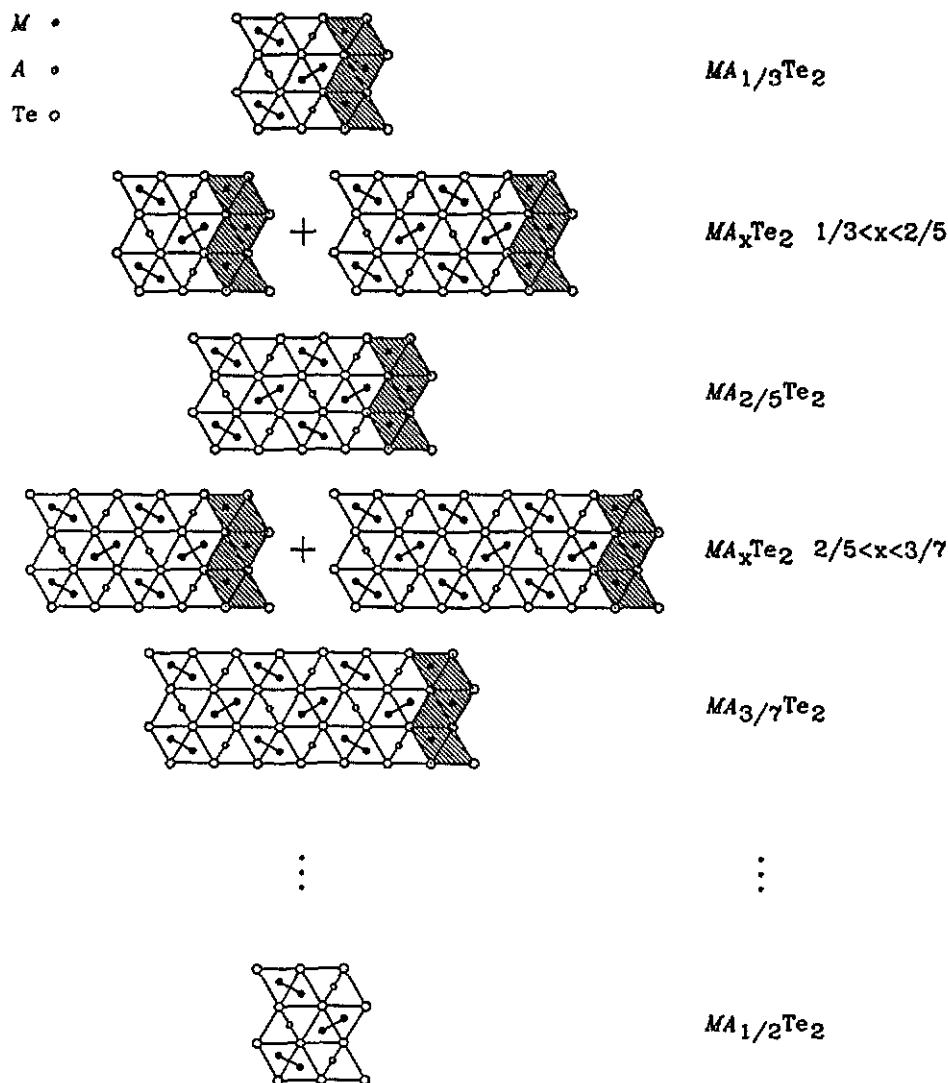 M •
A •
Te ○
MA1/3Te2
+
MAxTe2 1/3<x<2/5
MA2/5Te2
+
MAxTe2 2/5<x<3/7
MA3/7Te2
⋮ ⋮
MA1/2Te2